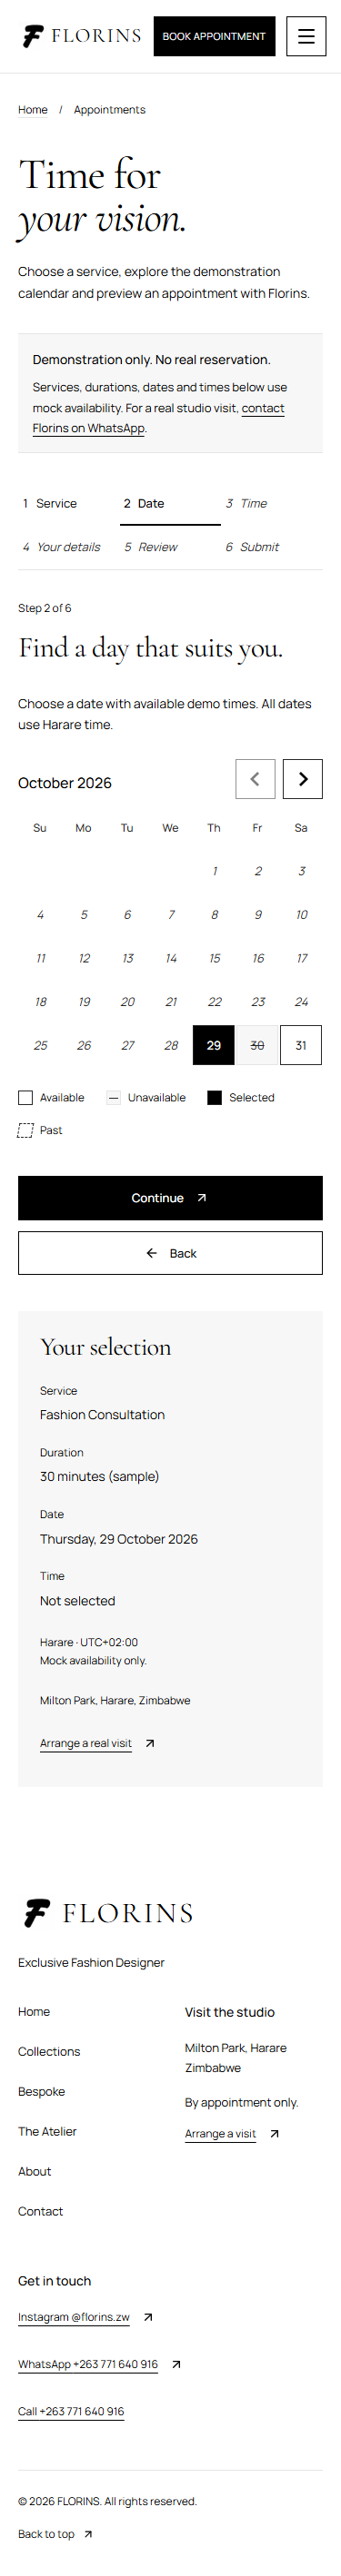 FLORINS BOOK APPOINTMENT
Home / Appointments
Time for
your vision.
Choose a service, explore the demonstration
calendar and preview an appointment with Florins.
Demonstration only. No real reservation.
Services, durations, dates and times below use
mock availability. For a real studio visit, contact
Florins on WhatsApp.
1 Service 2 Date 3 Time
4 Your details 5 Review 6 Submit
Step 2 of 6
Find a day that suits you.
Choose a date with available demo times. All dates
use Harare time.
October 2026
Su Mo Tu We Th Fr Sa
1 2 3
4 5 6 7 8 9 10
11 12 13 14 15 16 17
18 19 20 21 22 23 24
25 26 27 28 29 30 31
Available Unavailable Selected
Past
Continue
Back
Your selection
Service
Fashion Consultation
Duration
30 minutes (sample)
Date
Thursday, 29 October 2026
Time
Not selected
Harare · UTC+02:00
Mock availability only.
Milton Park, Harare, Zimbabwe
Arrange a real visit
FLORINS
Exclusive Fashion Designer
Home
Collections
Bespoke
The Atelier
About
Contact
Visit the studio
Milton Park, Harare
Zimbabwe
By appointment only.
Arrange a visit
Get in touch
Instagram @florins.zw
WhatsApp +263 771 640 916
Call +263 771 640 916
© 2026 FLORINS. All rights reserved.
Back to top